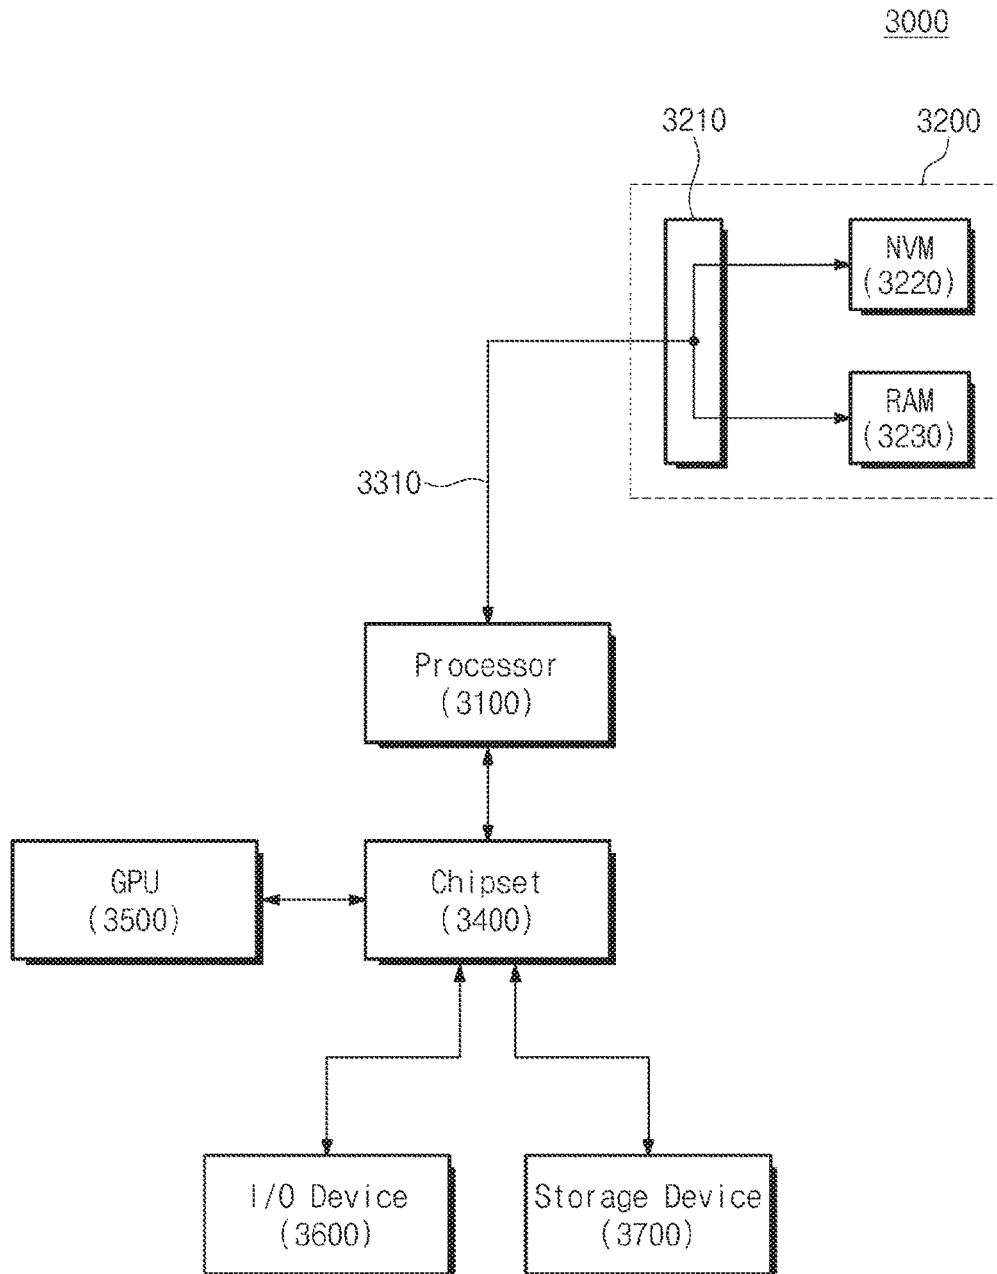 3000
3210
3200
NVM
(3220)
RAM
(3230)
3310
Processor
(3100)
GPU
(3500)
Chipset
(3400)
I/O Device
(3600)
Storage Device
(3700)